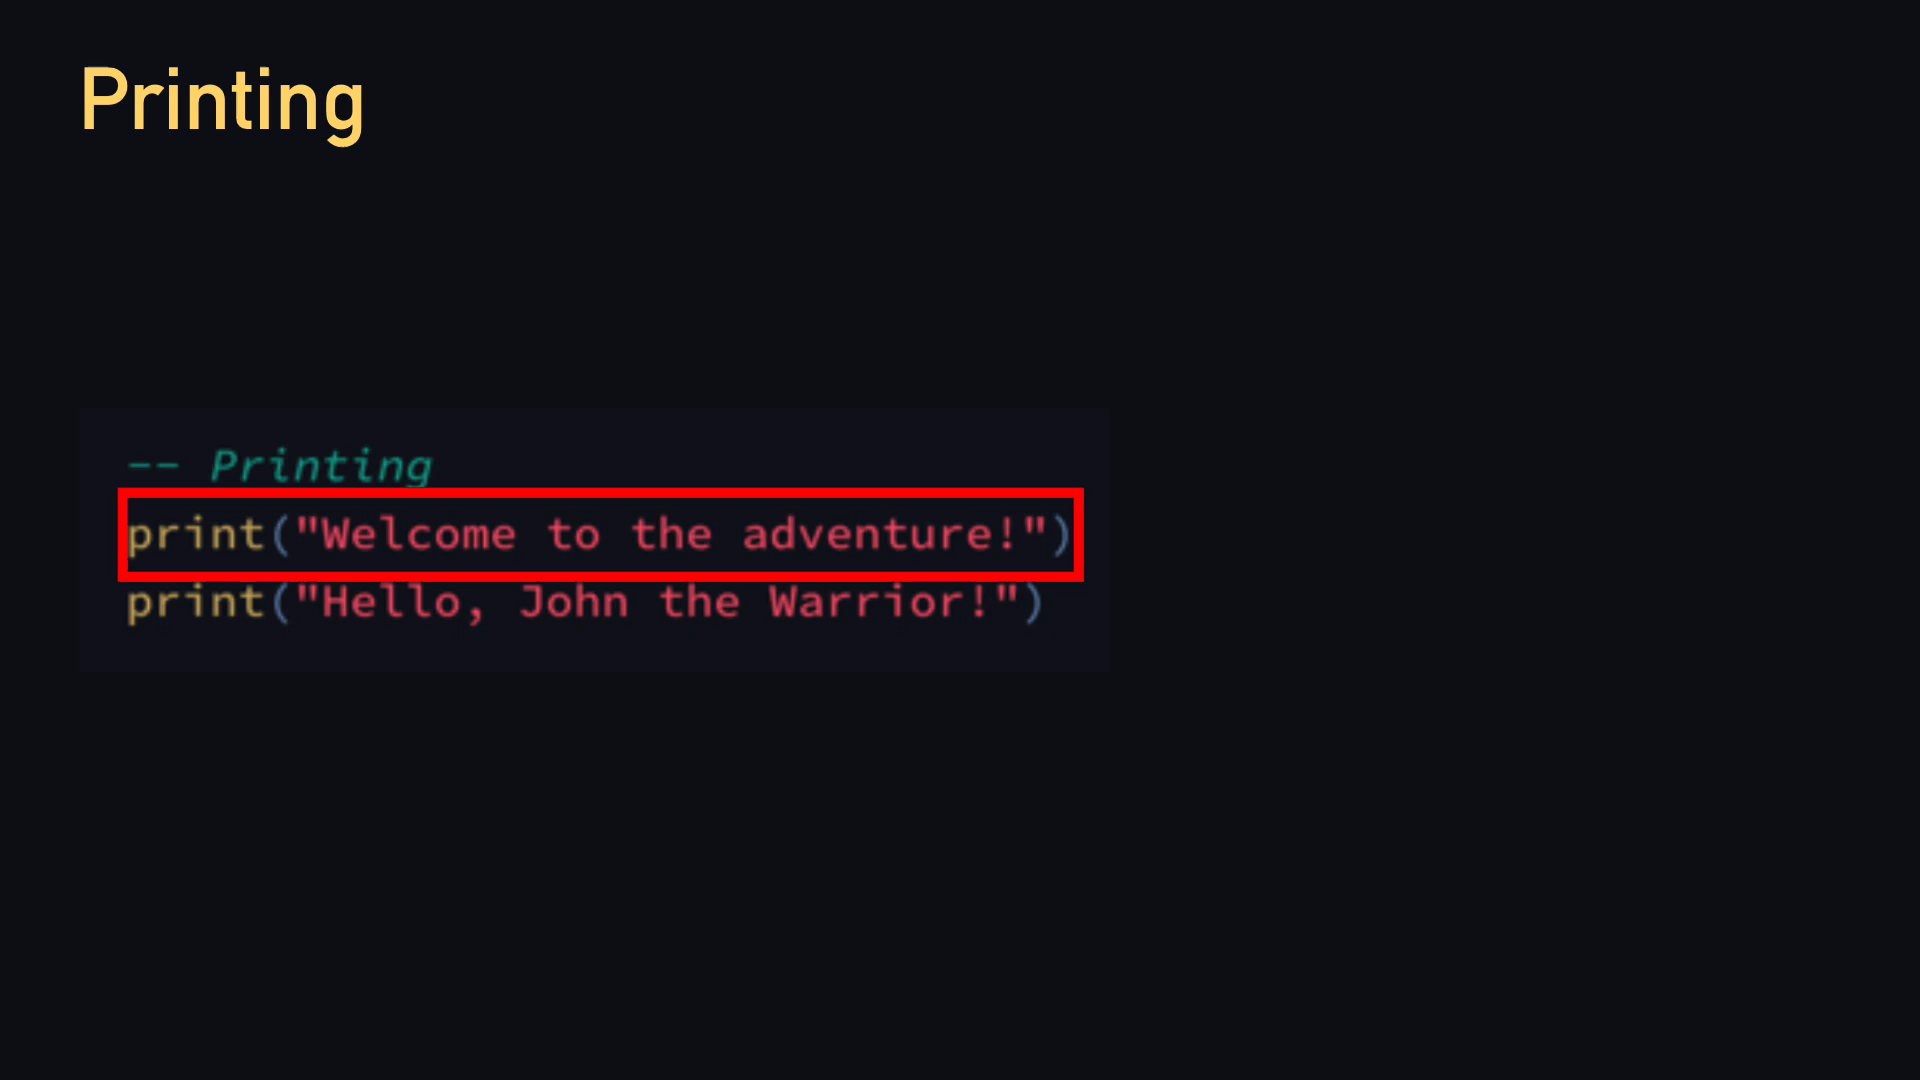 Printing
-- Printing
print("Welcome to the adventure!")
print("Hello, John the Warrior!")